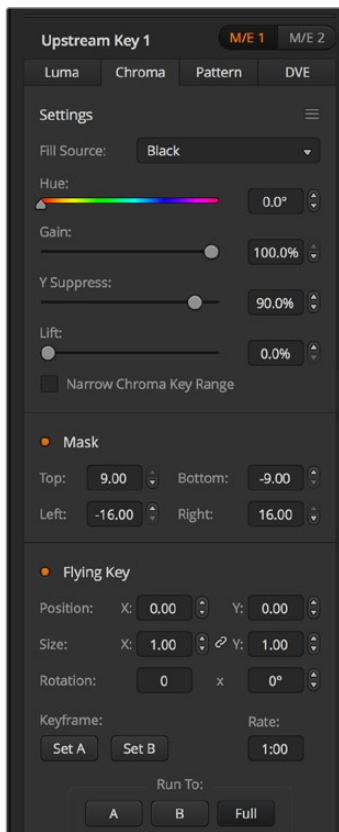 Upstream Key 1 M/E 1 M/E 2
Luma Chroma Pattern DVE
Settings
Fill Source: Black
Hue:
0.0°
Gain:
100.0%
Y Suppress:
90.0%
Lift:
0.0%
Narrow Chroma Key Range
Mask
Top: 9.00 Bottom: -9.00
Left: -16.00 Right: 16.00
Flying Key
Position: X: 0.00 Y: 0.00
Size: X: 1.00 Y: 1.00
Rotation: 0 x 0°
Keyframe: Rate:
Set A Set B 1:00
Run To:
A B Full